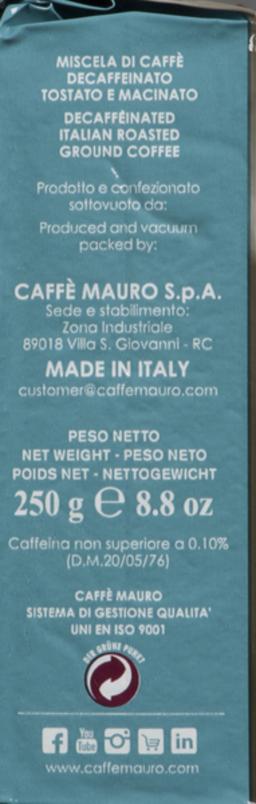 MISCELA DI CAFFÈ
DECAFFEINATO
TOSTATO E MACINATO
DECAFFEINATED
ITALIAN ROASTED
GROUND COFFEE
Prodotto e confezionato
sottovuoto da:
Produced and vacuum
packed by:
CAFFÈ MAURO S.p.A.
Sede e stabilimento:
Zona Industriale
89018 Villa S. Giovanni - RC
MADE IN ITALY
customer@caffemauro.com
PESO NETTO
NET WEIGHT - PESO NETO
POIDS NET - NETTOGEWICHT
250 g ℮ 8.8 oz
Caffeina non superiore a 0.10%
(D.M.20/05/76)
CAFFÈ MAURO
SISTEMA DI GESTIONE QUALITA'
UNI EN ISO 9001
DER GRÜNE PUNKT
f You Tube in
www.caffemauro.com